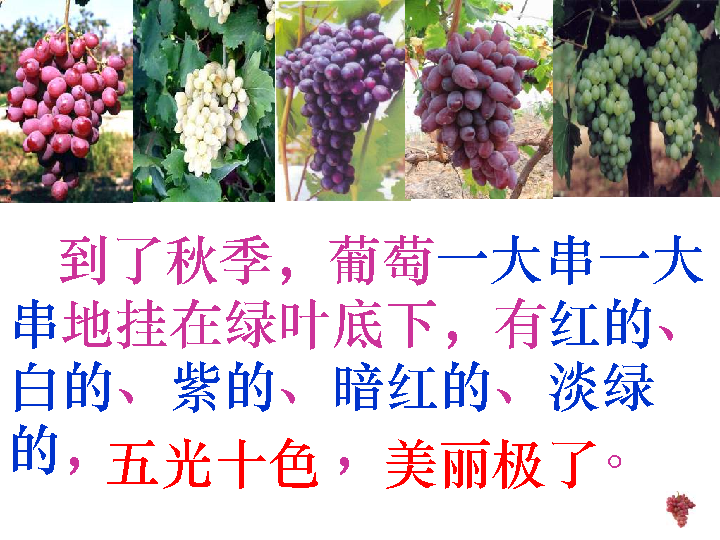 到了秋季，葡萄一大串一大
串地挂在绿叶底下，有红的、
白的、紫的、暗红的、淡绿
的，五光十色，美丽极了。